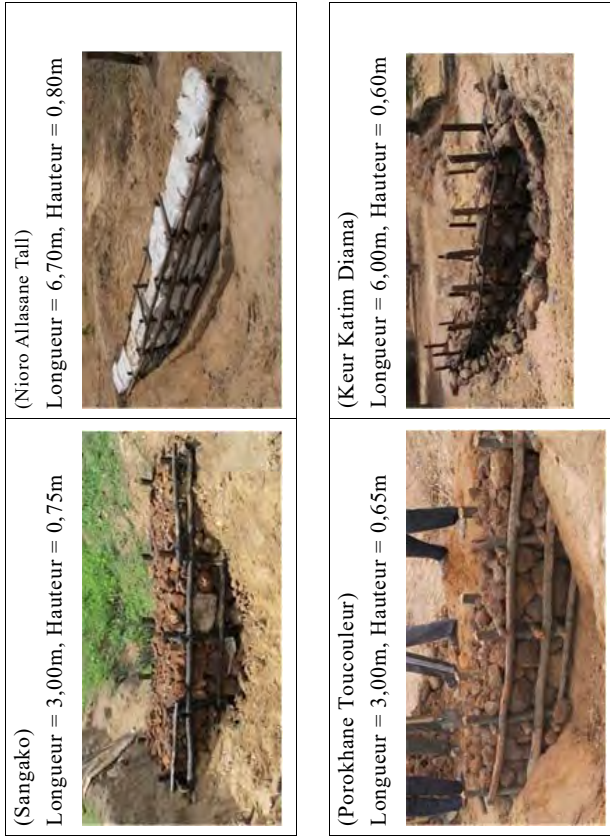 (Sangako)
Longueur = 3,00m, Hauteur = 0,75m
(Nioro Allasane Tall)
Longueur = 6,70m, Hauteur = 0,80m
(Porokhane Toucouleur)
Longueur = 3,00m, Hauteur = 0,65m
(Keur Katim Diama)
Longueur = 6,00m, Hauteur = 0,60m